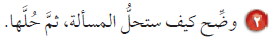 ٢ وضِّح كيف ستحلُّ المسألة، ثمَّ حُلَّها.